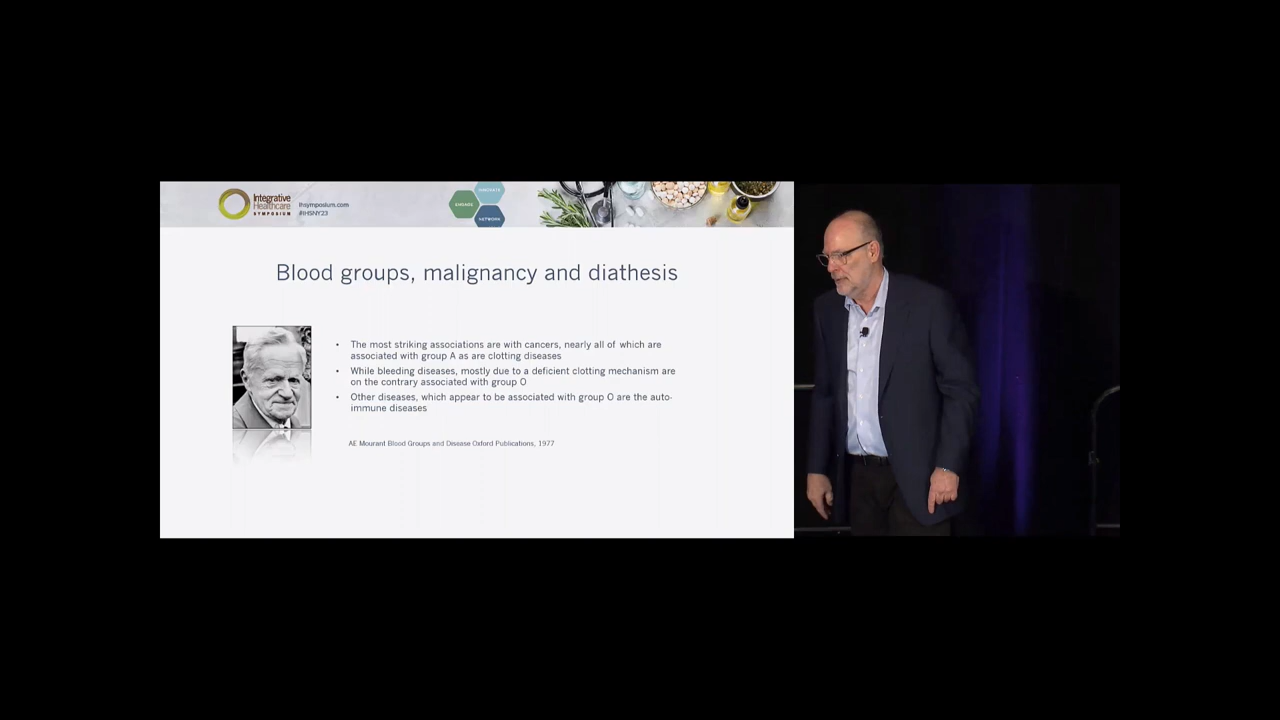 Integrative
Healthcare
SYMPOSIUM
ihsymposium.com
#IHSNY23
INNOVATE
ENGAGE
NETWORK
Blood groups, malignancy and diathesis
• The most striking associations are with cancers, nearly all of which are
associated with group A as are clotting diseases
• While bleeding diseases, mostly due to a deficient clotting mechanism are
on the contrary associated with group O
• Other diseases, which appear to be associated with group O are the auto-
immune diseases
AE Mourant Blood Groups and Disease Oxford Publications, 1977